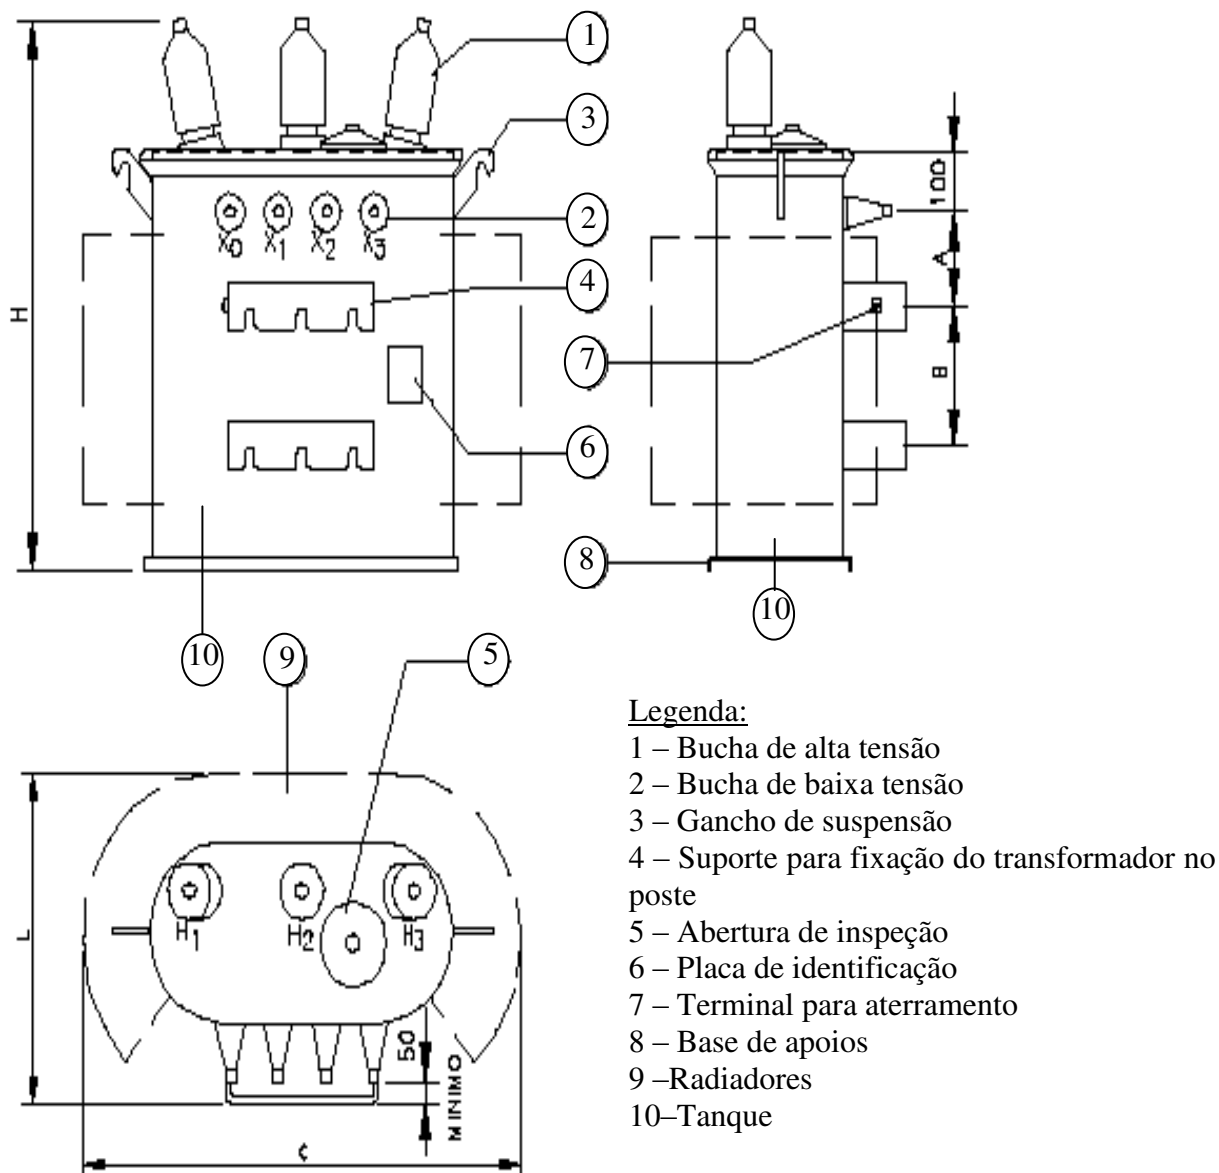 1
3
H
100
2
X0 X1 X2 X3
A
4
7
B
6
8
10
10
9
5
Legenda:
1 – Bucha de alta tensão
2 – Bucha de baixa tensão
3 – Gancho de suspensão
4 – Suporte para fixação do transformador no
poste
5 – Abertura de inspeção
6 – Placa de identificação
7 – Terminal para aterramento
8 – Base de apoios
9 –Radiadores
10–Tanque
L
H1 H2 H3
50
MINIMO
C